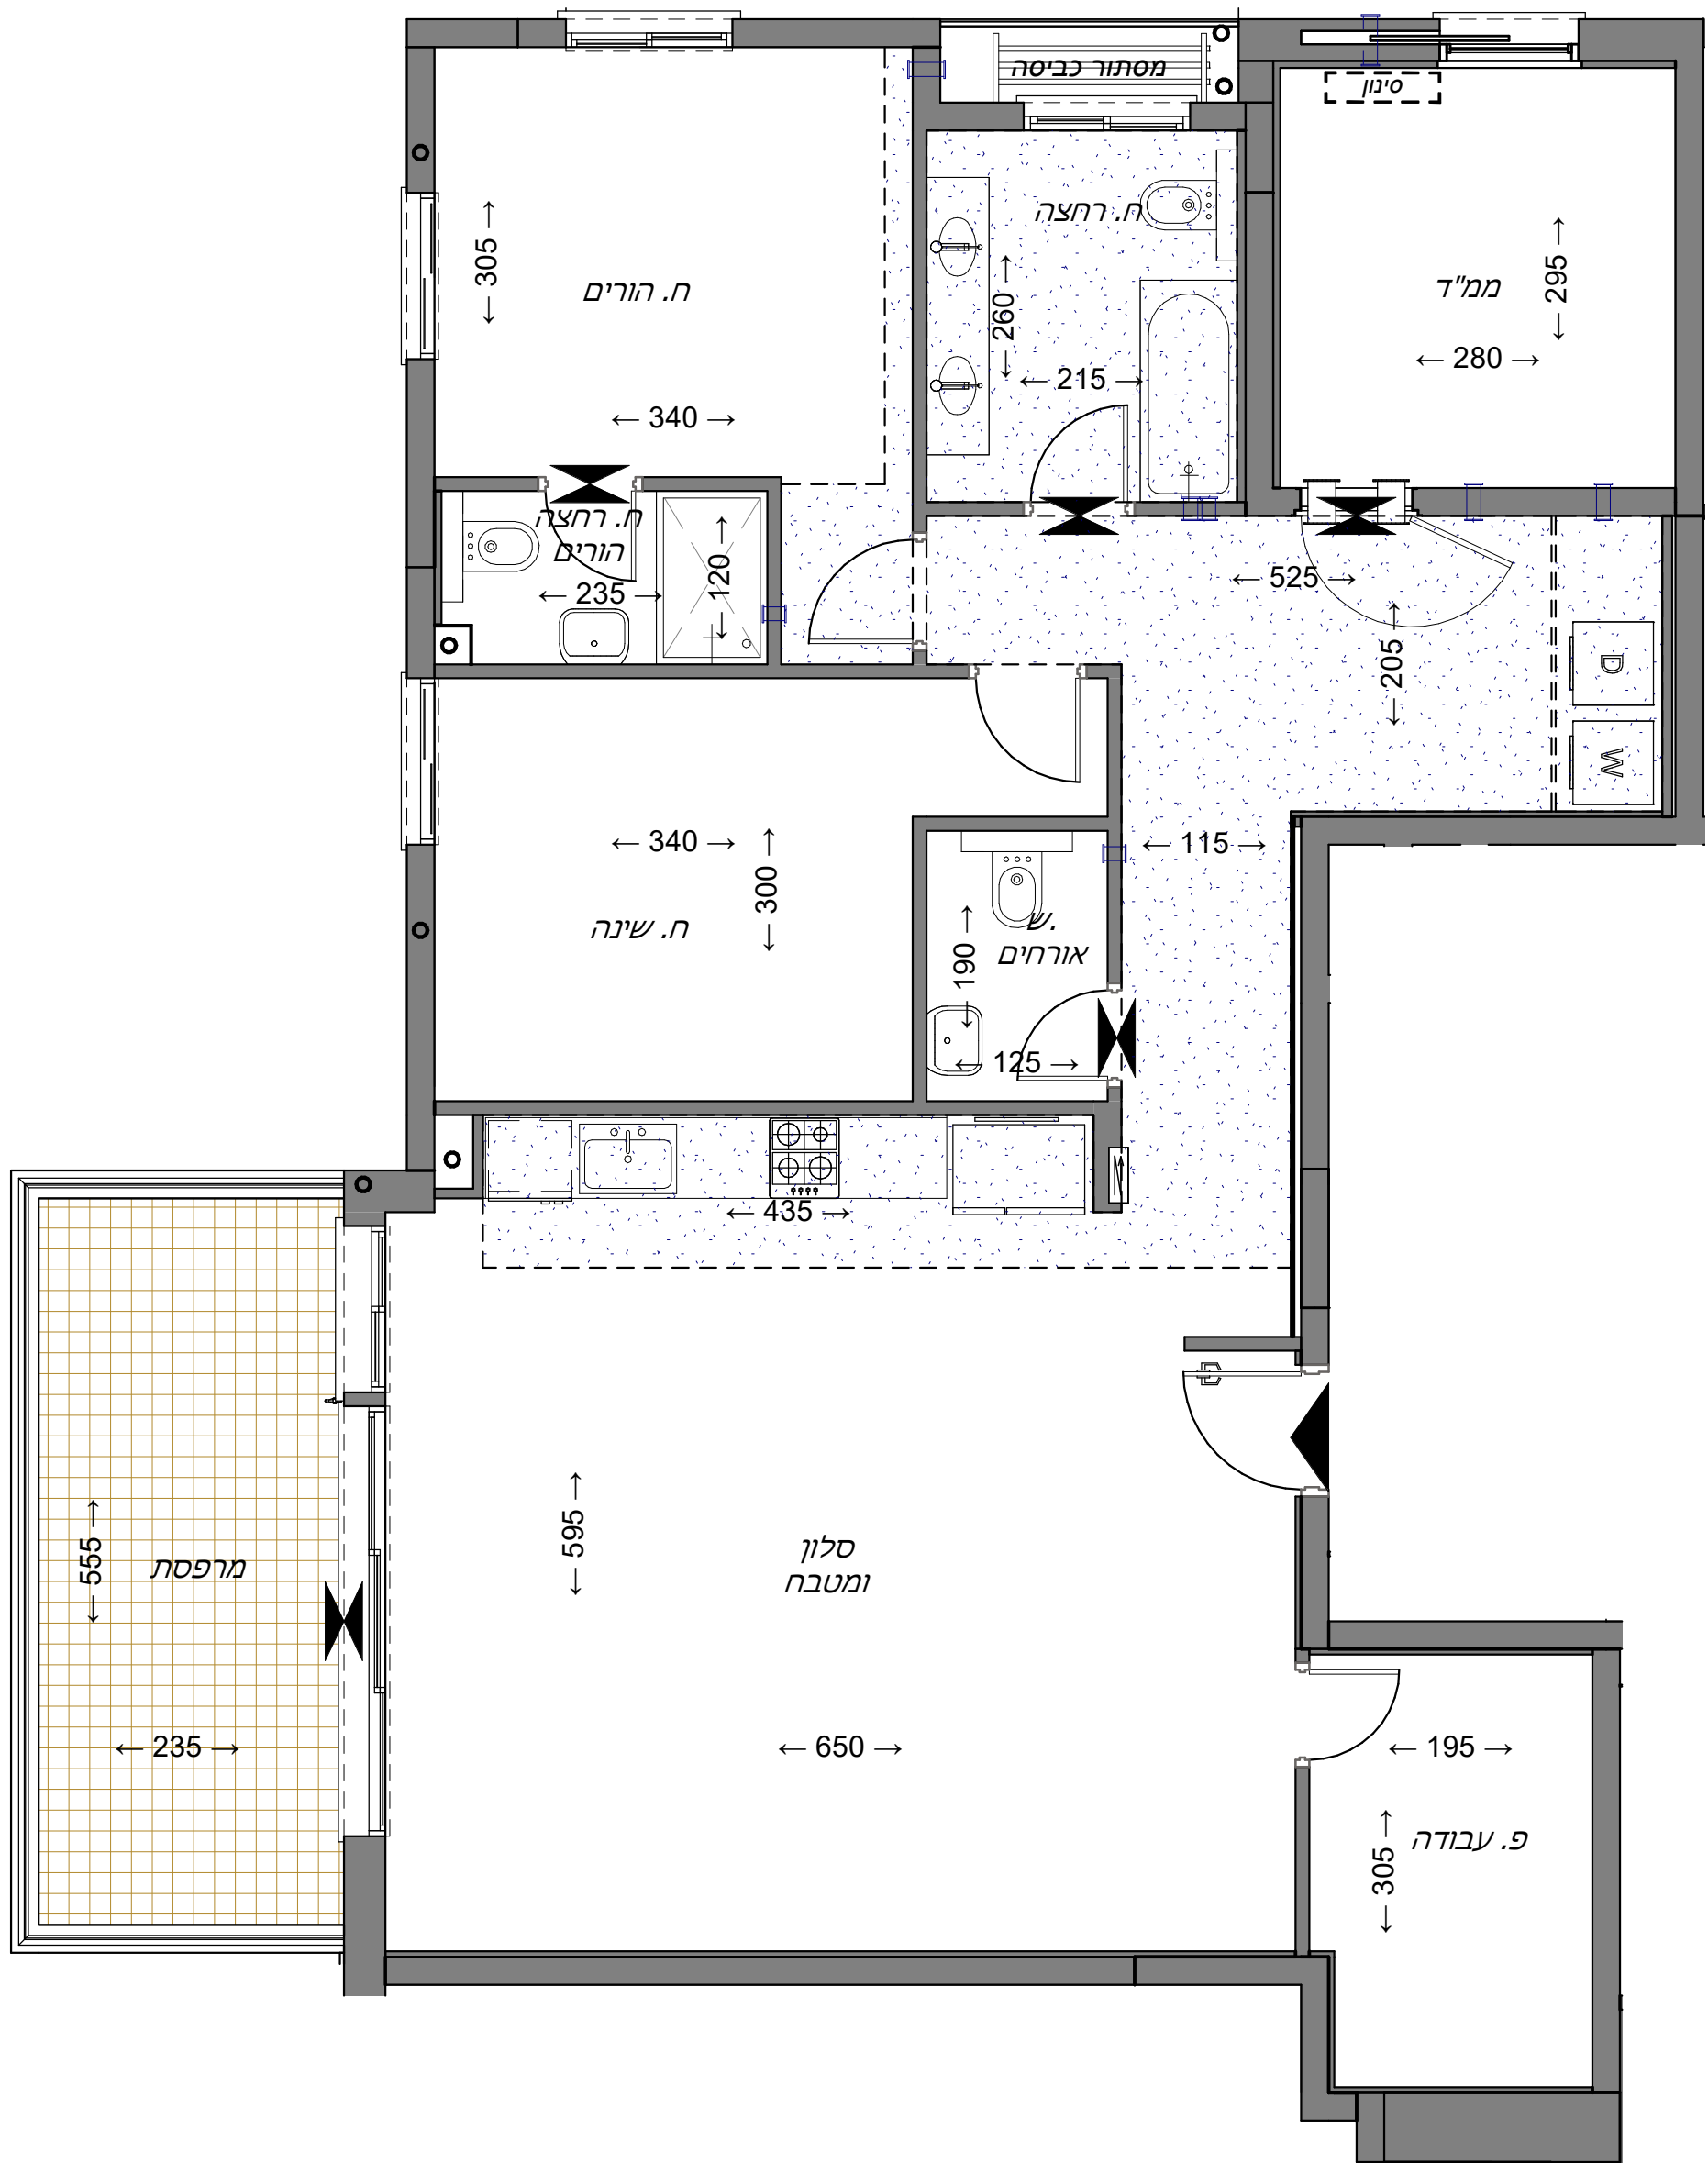 מסתור כביסה
סינון
ח. רחצה
← 260 →
← 215 →
ח. הורים
← 305 →
← 340 →
ממ"ד
← 295 →
← 280 →
ח. רחצה
הורים
← 235 →
← 120 →
← 525 →
← 205 →
D
W
← 340 →
← 300 →
ח. שינה
← 115 →
ש.
אורחים
← 190 →
← 125 →
← 435 →
← 595 →
סלון
ומטבח
← 650 →
← 555 →
מרפסת
← 235 →
← 195 →
פ. עבודה
← 305 →